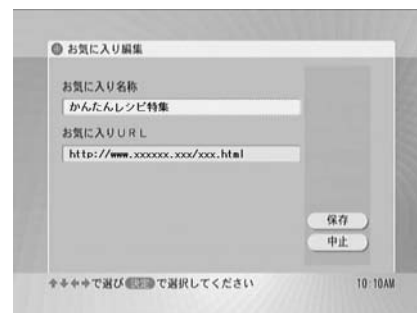 お気に入り編集
お気に入り名称
かんたんレシピ特集
お気に入りURL
http://www.xxxxxx.xxx/xxx.html
保存
中止
↑↓←→で選び 決定 で選択してください
10:10AM